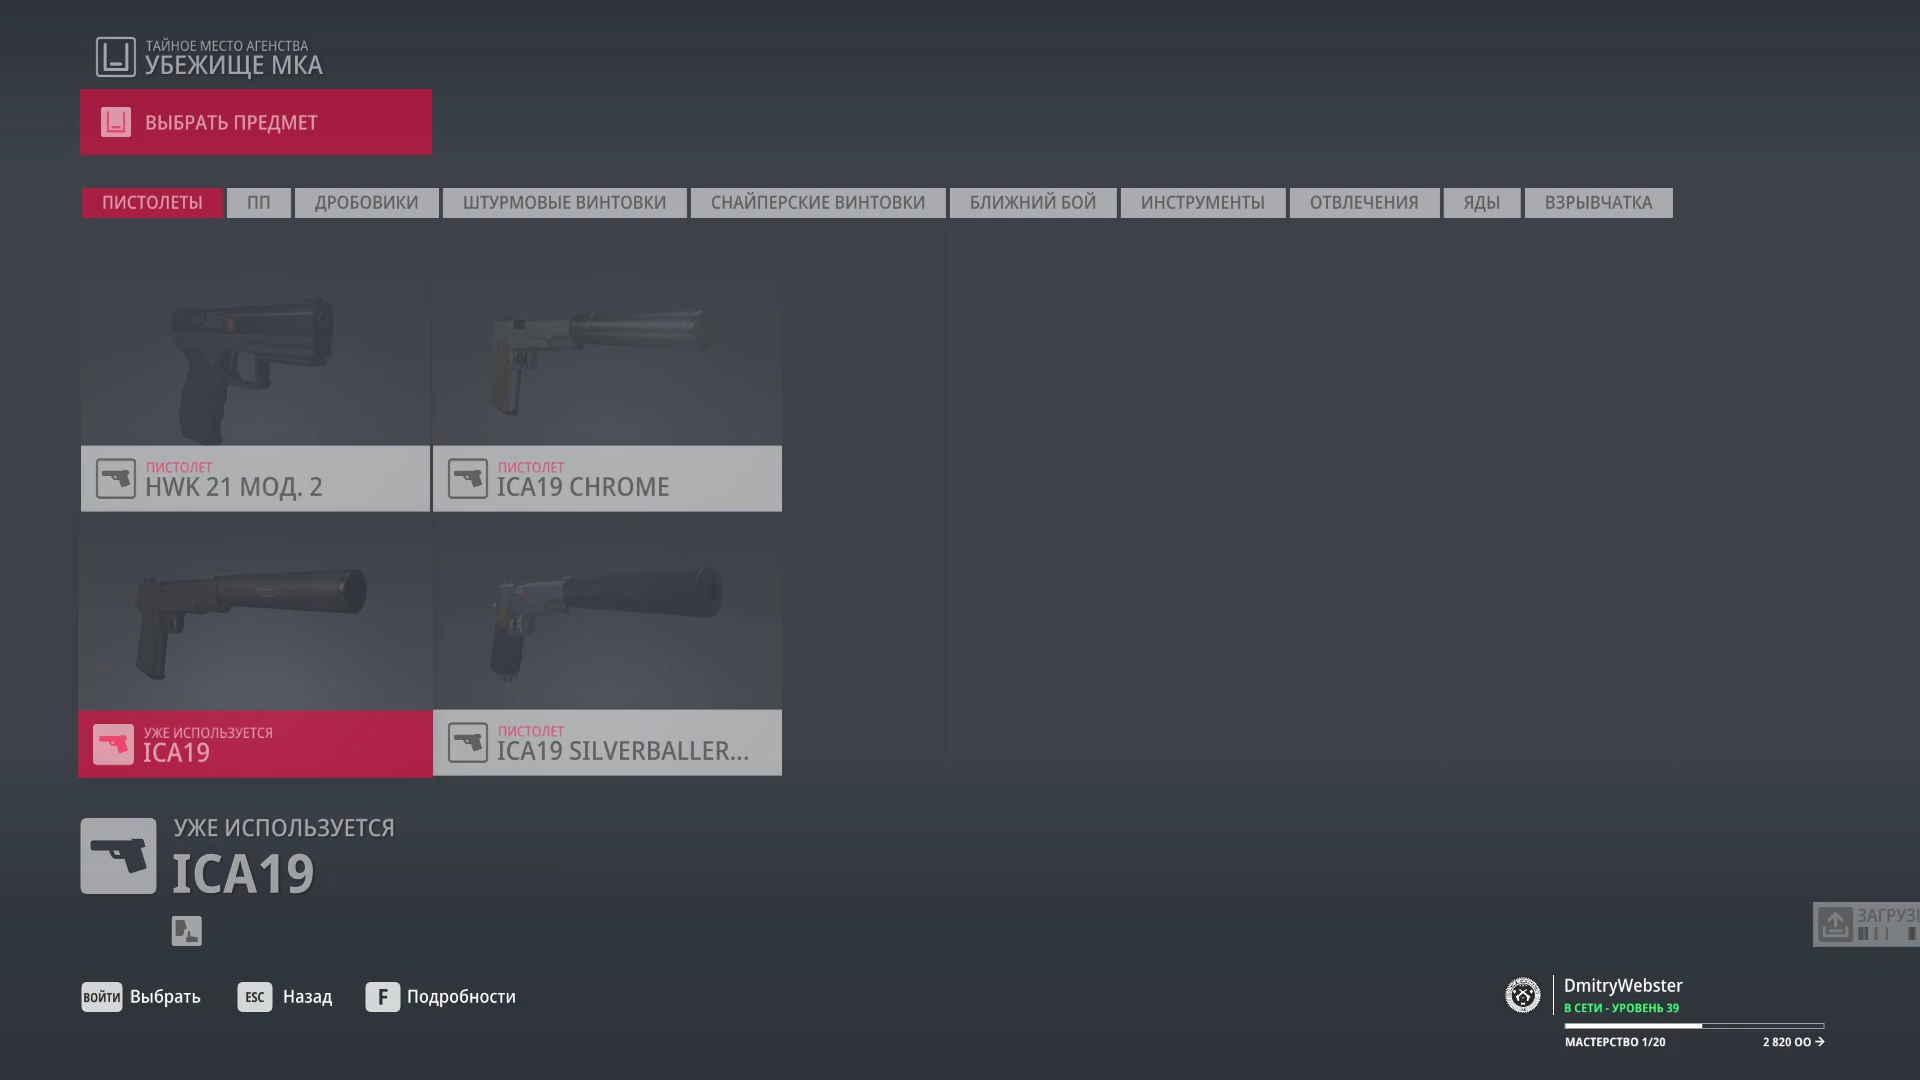 ТАЙНОЕ МЕСТО АГЕНСТВА
УБЕЖИЩЕ МКА
ВЫБРАТЬ ПРЕДМЕТ
ПИСТОЛЕТЫ ПП ДРОБОВИКИ ШТУРМОВЫЕ ВИНТОВКИ СНАЙПЕРСКИЕ ВИНТОВКИ БЛИЖНИЙ БОЙ ИНСТРУМЕНТЫ ОТВЛЕЧЕНИЯ ЯДЫ ВЗРЫВЧАТКА
ПИСТОЛЕТ
HWK 21 МОД. 2
ПИСТОЛЕТ
ICA19 CHROME
УЖЕ ИСПОЛЬЗУЕТСЯ
ICA19
ПИСТОЛЕТ
ICA19 SILVERBALLER...
УЖЕ ИСПОЛЬЗУЕТСЯ
ICA19
ВОЙТИ Выбрать ESC Назад F Подробности
DmitryWebster
В СЕТИ - УРОВЕНЬ 39
МАСТЕРСТВО 1/20 2 820 ОО →